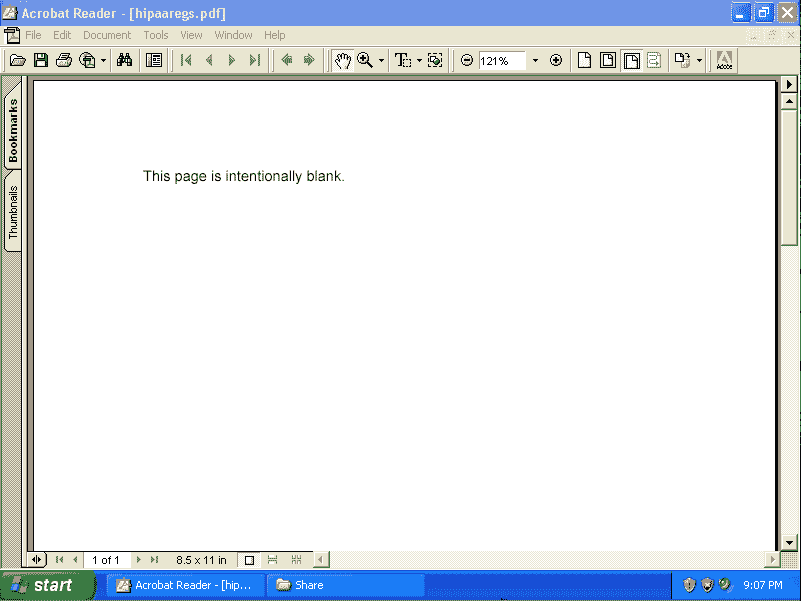 Acrobat Reader - [hipaaregs.pdf]
File Edit Document Tools View Window Help
121%
Adobe
Bookmarks
Thumbnails
This page is intentionally blank.
1 of 1 8.5 x 11 in
start Acrobat Reader - [hip... Share 9:07 PM